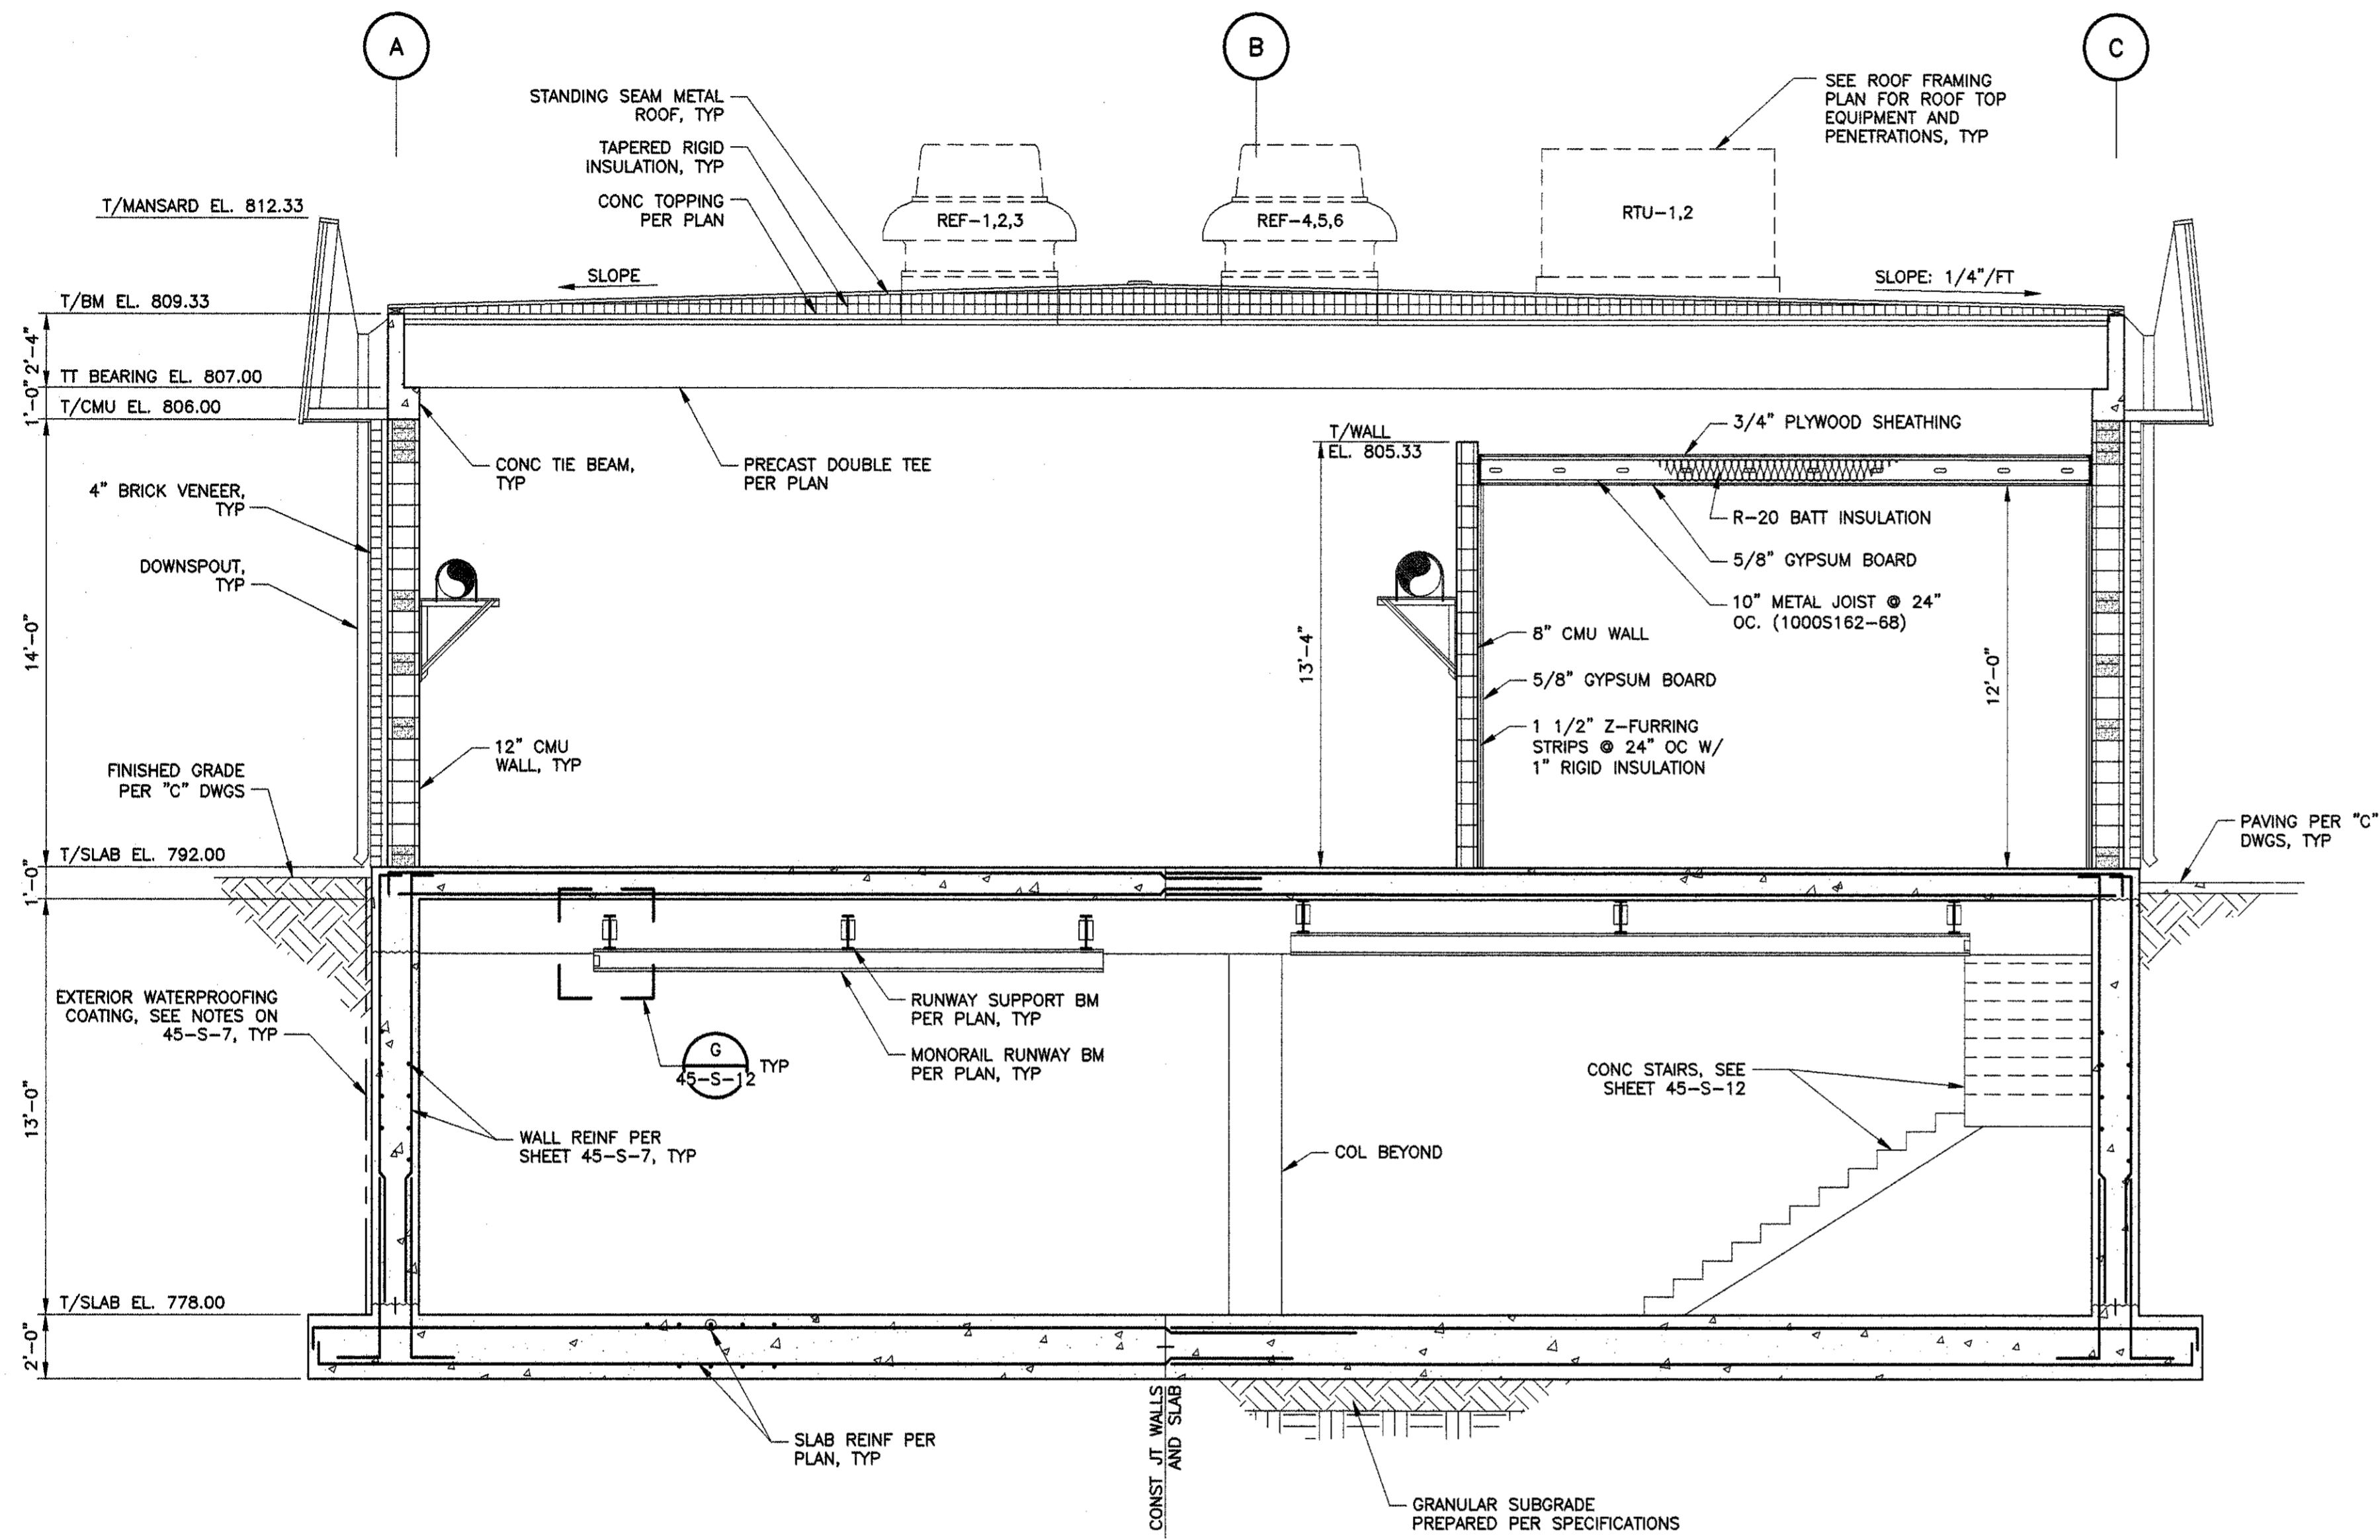 A
B
C
STANDING SEAM METAL
ROOF, TYP
TAPERED RIGID
INSULATION, TYP
CONC TOPPING
PER PLAN
SEE ROOF FRAMING
PLAN FOR ROOF TOP
EQUIPMENT AND
PENETRATIONS, TYP
T/MANSARD EL. 812.33
REF-1,2,3
REF-4,5,6
RTU-1,2
SLOPE
SLOPE: 1/4"/FT
T/BM EL. 809.33
2'-4"
TT BEARING EL. 807.00
1'-0"
T/CMU EL. 806.00
CONC TIE BEAM,
TYP
PRECAST DOUBLE TEE
PER PLAN
T/WALL
EL. 805.33
3/4" PLYWOOD SHEATHING
4" BRICK VENEER,
TYP
R-20 BATT INSULATION
DOWNSPOUT,
TYP
5/8" GYPSUM BOARD
10" METAL JOIST @ 24"
OC. (1000S162-68)
14'-0"
13'-4"
8" CMU WALL
12'-0"
5/8" GYPSUM BOARD
1 1/2" Z-FURRING
STRIPS @ 24" OC W/
1" RIGID INSULATION
12" CMU
WALL, TYP
FINISHED GRADE
PER "C" DWGS
PAVING PER "C"
DWGS, TYP
T/SLAB EL. 792.00
1'-0"
EXTERIOR WATERPROOFING
COATING, SEE NOTES ON
45-S-7, TYP
RUNWAY SUPPORT BM
PER PLAN, TYP
MONORAIL RUNWAY BM
PER PLAN, TYP
G
45-S-12
TYP
CONC STAIRS, SEE
SHEET 45-S-12
13'-0"
WALL REINF PER
SHEET 45-S-7, TYP
COL BEYOND
T/SLAB EL. 778.00
2'-0"
CONST JT WALLS
AND SLAB
SLAB REINF PER
PLAN, TYP
GRANULAR SUBGRADE
PREPARED PER SPECIFICATIONS